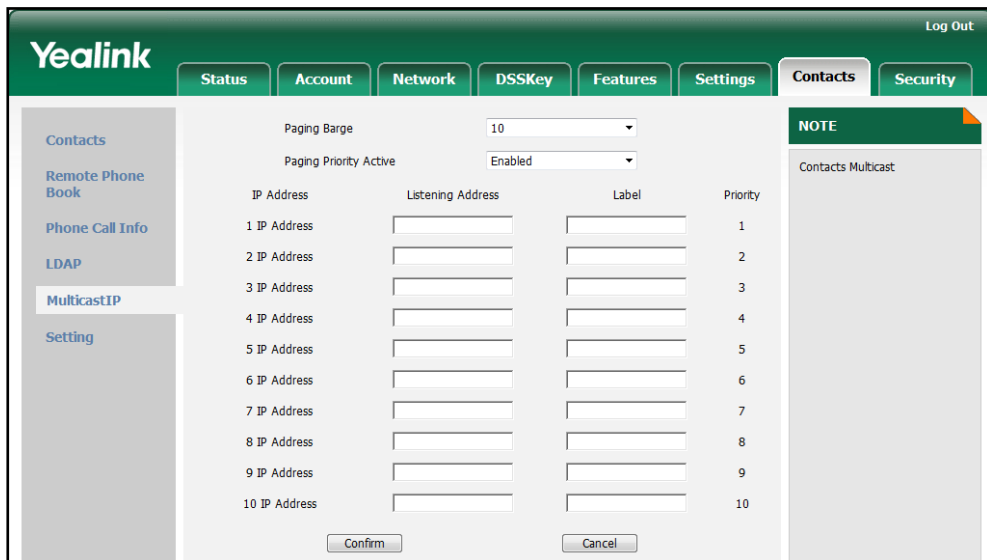 Log Out
Yealink
Status Account Network DSSKey Features Settings Contacts Security
Contacts
Remote Phone
Book
Phone Call Info
LDAP
MulticastIP
Setting
Paging Barge 10
Paging Priority Active Enabled
IP Address Listening Address Label Priority
1 IP Address 1
2 IP Address 2
3 IP Address 3
4 IP Address 4
5 IP Address 5
6 IP Address 6
7 IP Address 7
8 IP Address 8
9 IP Address 9
10 IP Address 10
Confirm Cancel
NOTE
Contacts Multicast